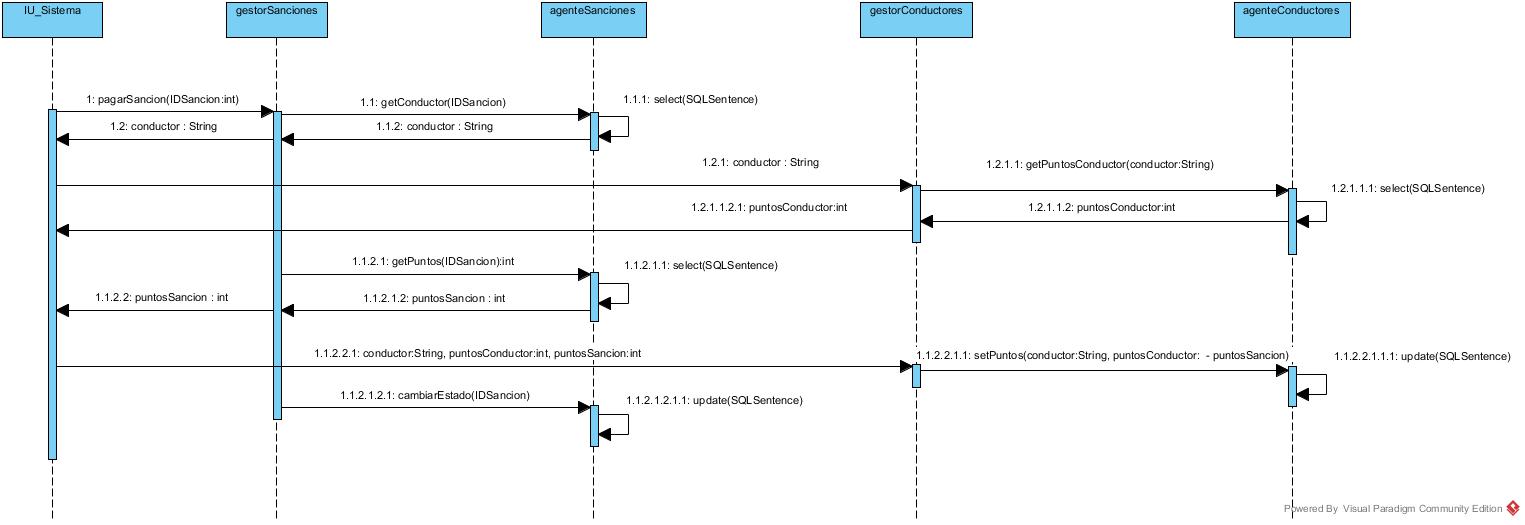 IU_Sistema
gestorSanciones
agenteSanciones
gestorConductores
agenteConductores
1: pagarSancion(IDSancion:int)
1.1: getConductor(IDSancion)
1.1.1: select(SQLSentence)
1.2: conductor : String
1.1.2: conductor : String
1.2.1: conductor : String
1.2.1.1: getPuntosConductor(conductor:String)
1.2.1.1.1: select(SQLSentence)
1.2.1.1.2.1: puntosConductor:int
1.2.1.1.2: puntosConductor:int
1.1.2.1: getPuntos(IDSancion):int
1.1.2.1.1: select(SQLSentence)
1.1.2.2: puntosSancion : int
1.1.2.1.2: puntosSancion : int
1.1.2.2.1: conductor:String, puntosConductor:int, puntosSancion:int
1.1.2.2.1.1: setPuntos(conductor:String, puntosConductor: - puntosSancion)
1.1.2.2.1.1.1: update(SQLSentence)
1.1.2.1.2.1: cambiarEstado(IDSancion)
1.1.2.1.2.1.1: update(SQLSentence)
Powered By Visual Paradigm Community Edition